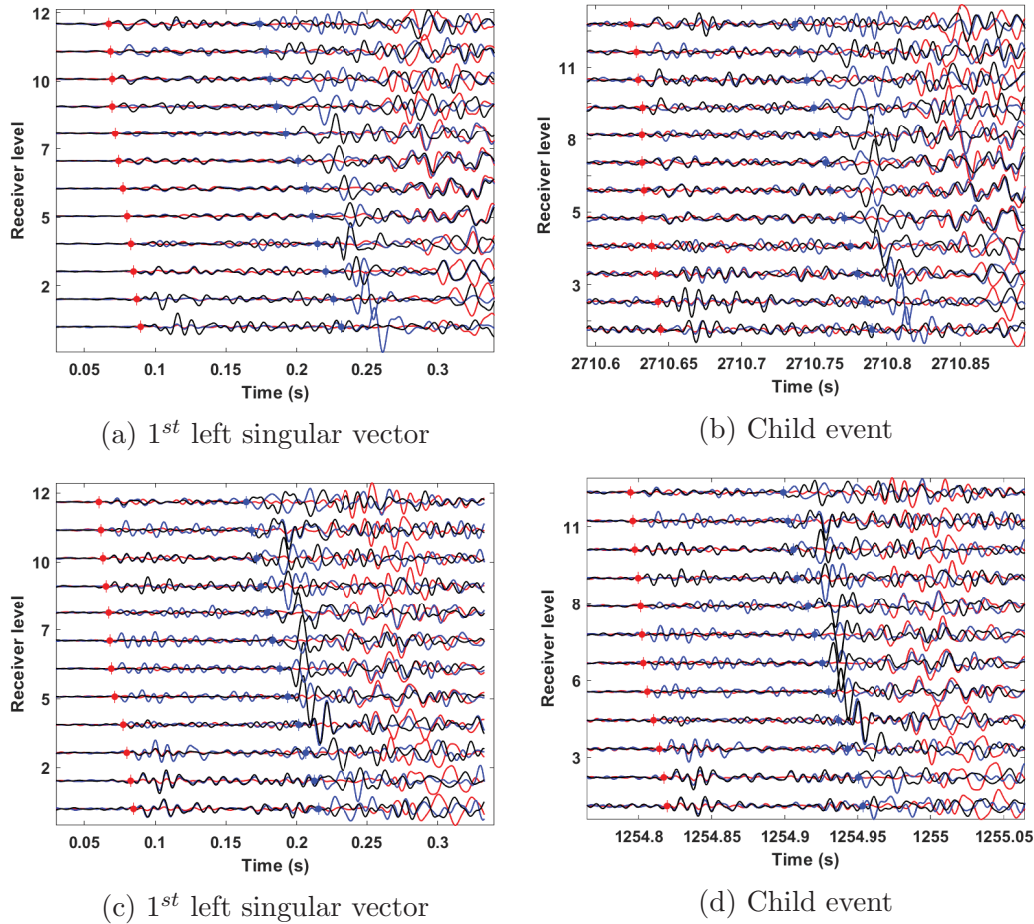 12
10
7
5
2
Receiver level
0.05 0.1 0.15 0.2 0.25 0.3
Time (s)
(a) 1st left singular vector
11
8
5
3
Receiver level
2710.6 2710.65 2710.7 2710.75 2710.8 2710.85
Time (s)
(b) Child event
12
10
7
5
2
Receiver level
0.05 0.1 0.15 0.2 0.25 0.3
Time (s)
(c) 1st left singular vector
11
8
6
3
Receiver level
1254.8 1254.85 1254.9 1254.95 1255 1255.05
Time (s)
(d) Child event